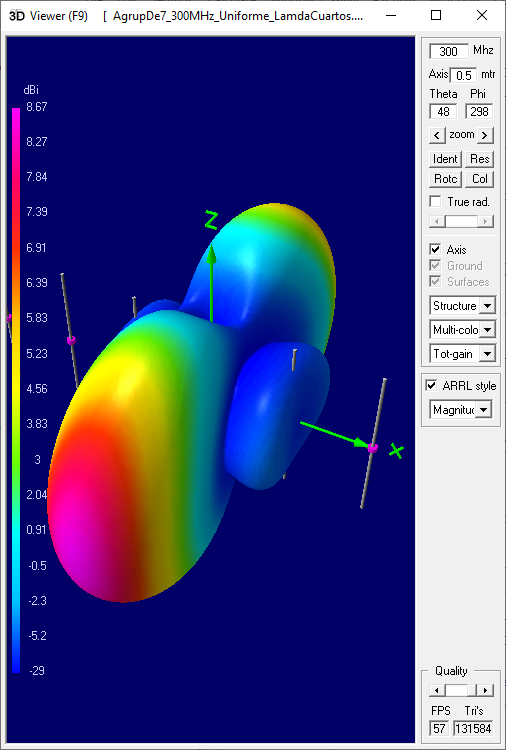 3D Viewer (F9) [ AgrupDe7_300MHz_Uniforme_LamdaCuartos....
dBi
8.67
8.27
7.84
7.39
6.91
6.39
5.83
5.23
4.56
3.83
3
2.04
0.91
-0.5
-2.3
-5.2
-29
Z
X
300 Mhz
Axis 0.5 mtr
Theta Phi
48 298
< zoom >
Ident Res
Rotc Col
True rad.
Axis
Ground
Surfaces
Structure
Multi-colo
Tot-gain
ARRL style
Magnituc
Quality
FPS Tri's
57 131584